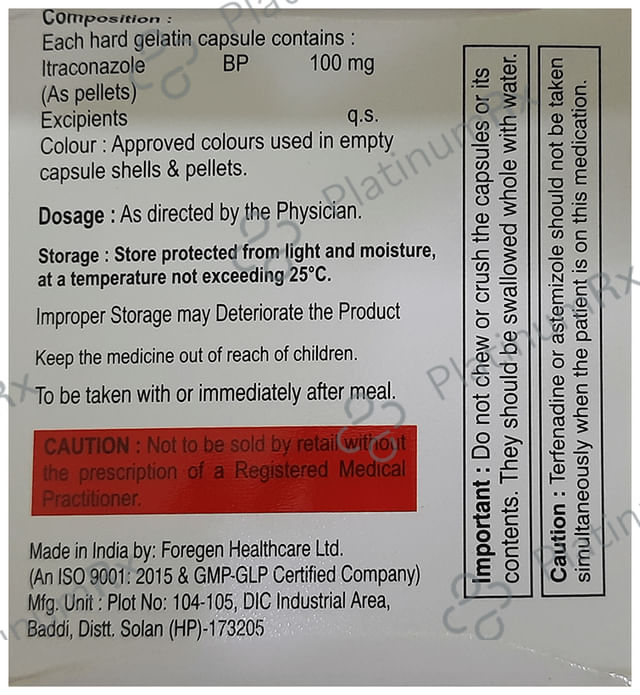 Composition :
Each hard gelatin capsule contains :
Itraconazole BP 100 mg
(As pellets)
Excipients q.s.
Colour : Approved colours used in empty
capsule shells & pellets.
Dosage : As directed by the Physician.
Storage : Store protected from light and moisture,
at a temperature not exceeding 25°C.
Improper Storage may Deteriorate the Product
Keep the medicine out of reach of children.
To be taken with or immediately after meal.
CAUTION : Not to be sold by retail without
the prescription of a Registered Medical
Practitioner.
Made in India by: Foregen Healthcare Ltd.
(An ISO 9001: 2015 & GMP-GLP Certified Company)
Mfg. Unit : Plot No: 104-105, DIC Industrial Area,
Baddi, Distt. Solan (HP)-173205
Important : Do not chew or crush the capsules or its
contents. They should be swallowed whole with water.
Caution : Terfenadine or astemizole should not be taken
simultaneously when the patient is on this medication.
PlatinumRx
PlatinumRx